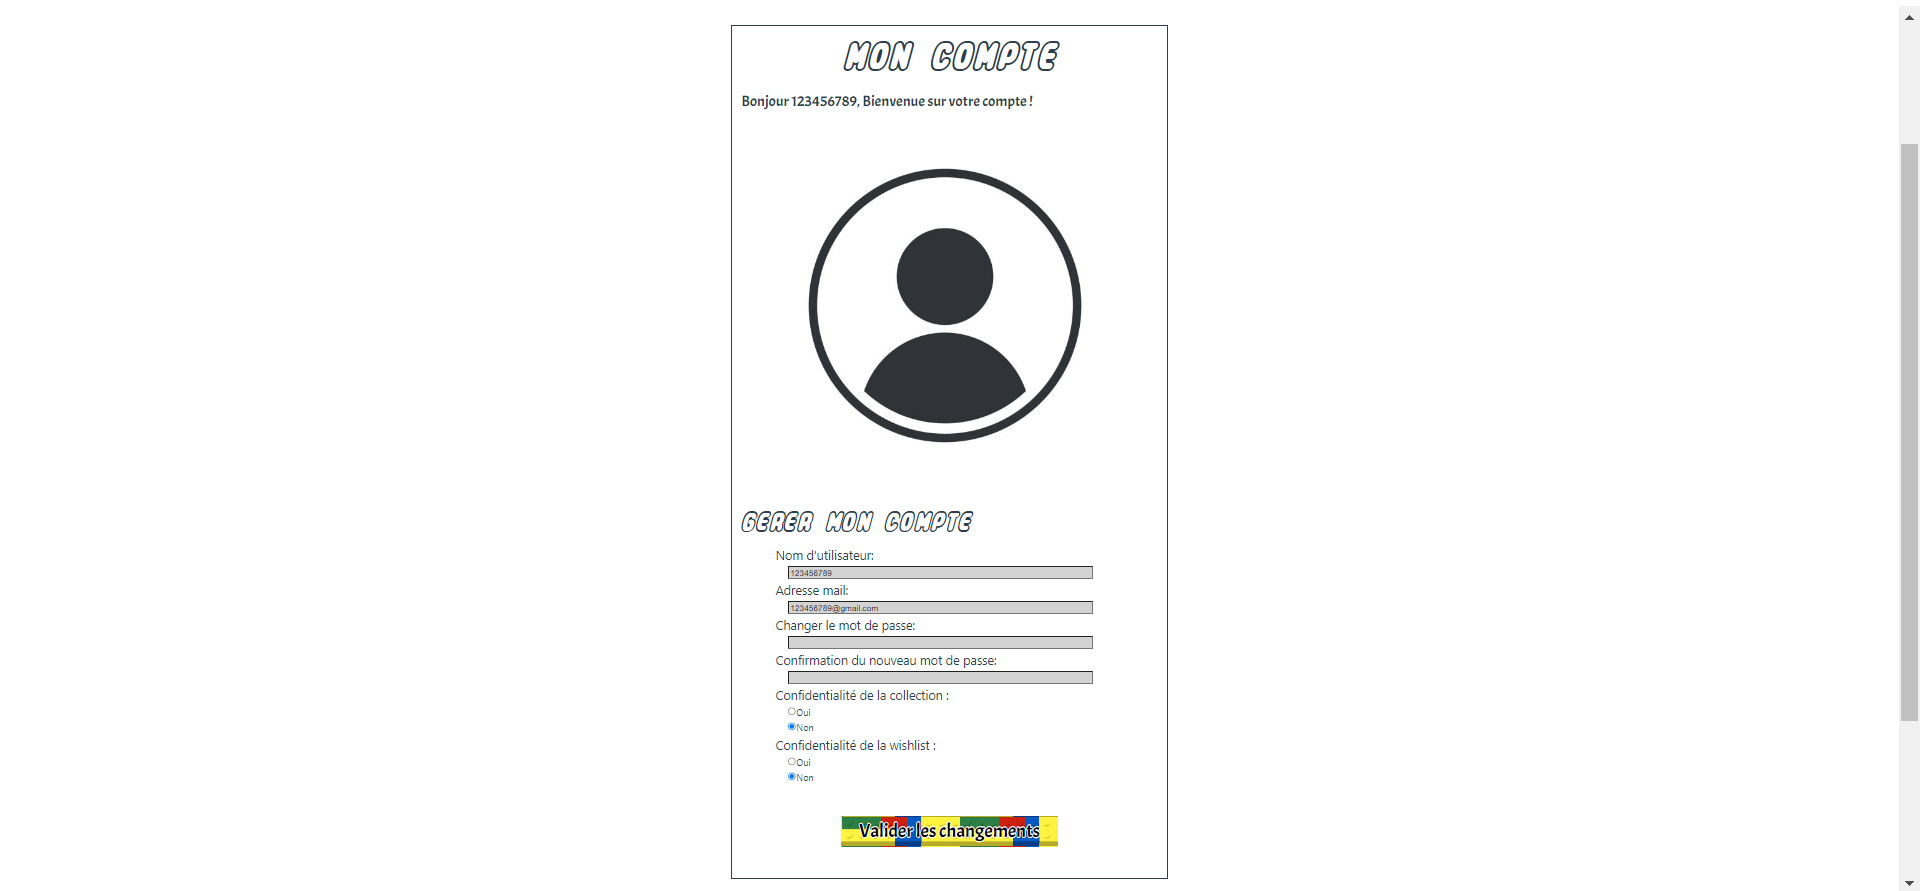 MON COMPTE
Bonjour 123456789, Bienvenue sur votre compte !
GERER MON COMPTE
Nom d'utilisateur:
123456789
Adresse mail:
123456789@gmail.com
Changer le mot de passe:
Confirmation du nouveau mot de passe:
Confidentialité de la collection :
Oui
Non
Confidentialité de la wishlist :
Oui
Non
Valider les changements